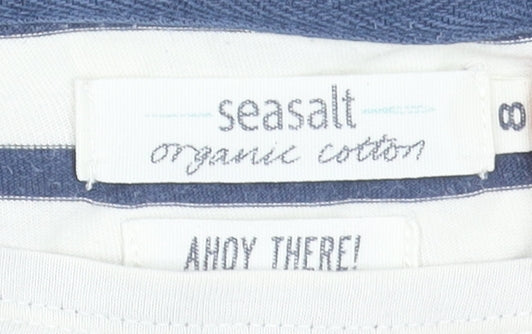 seasalt
organic cotton
8
AHOY THERE!